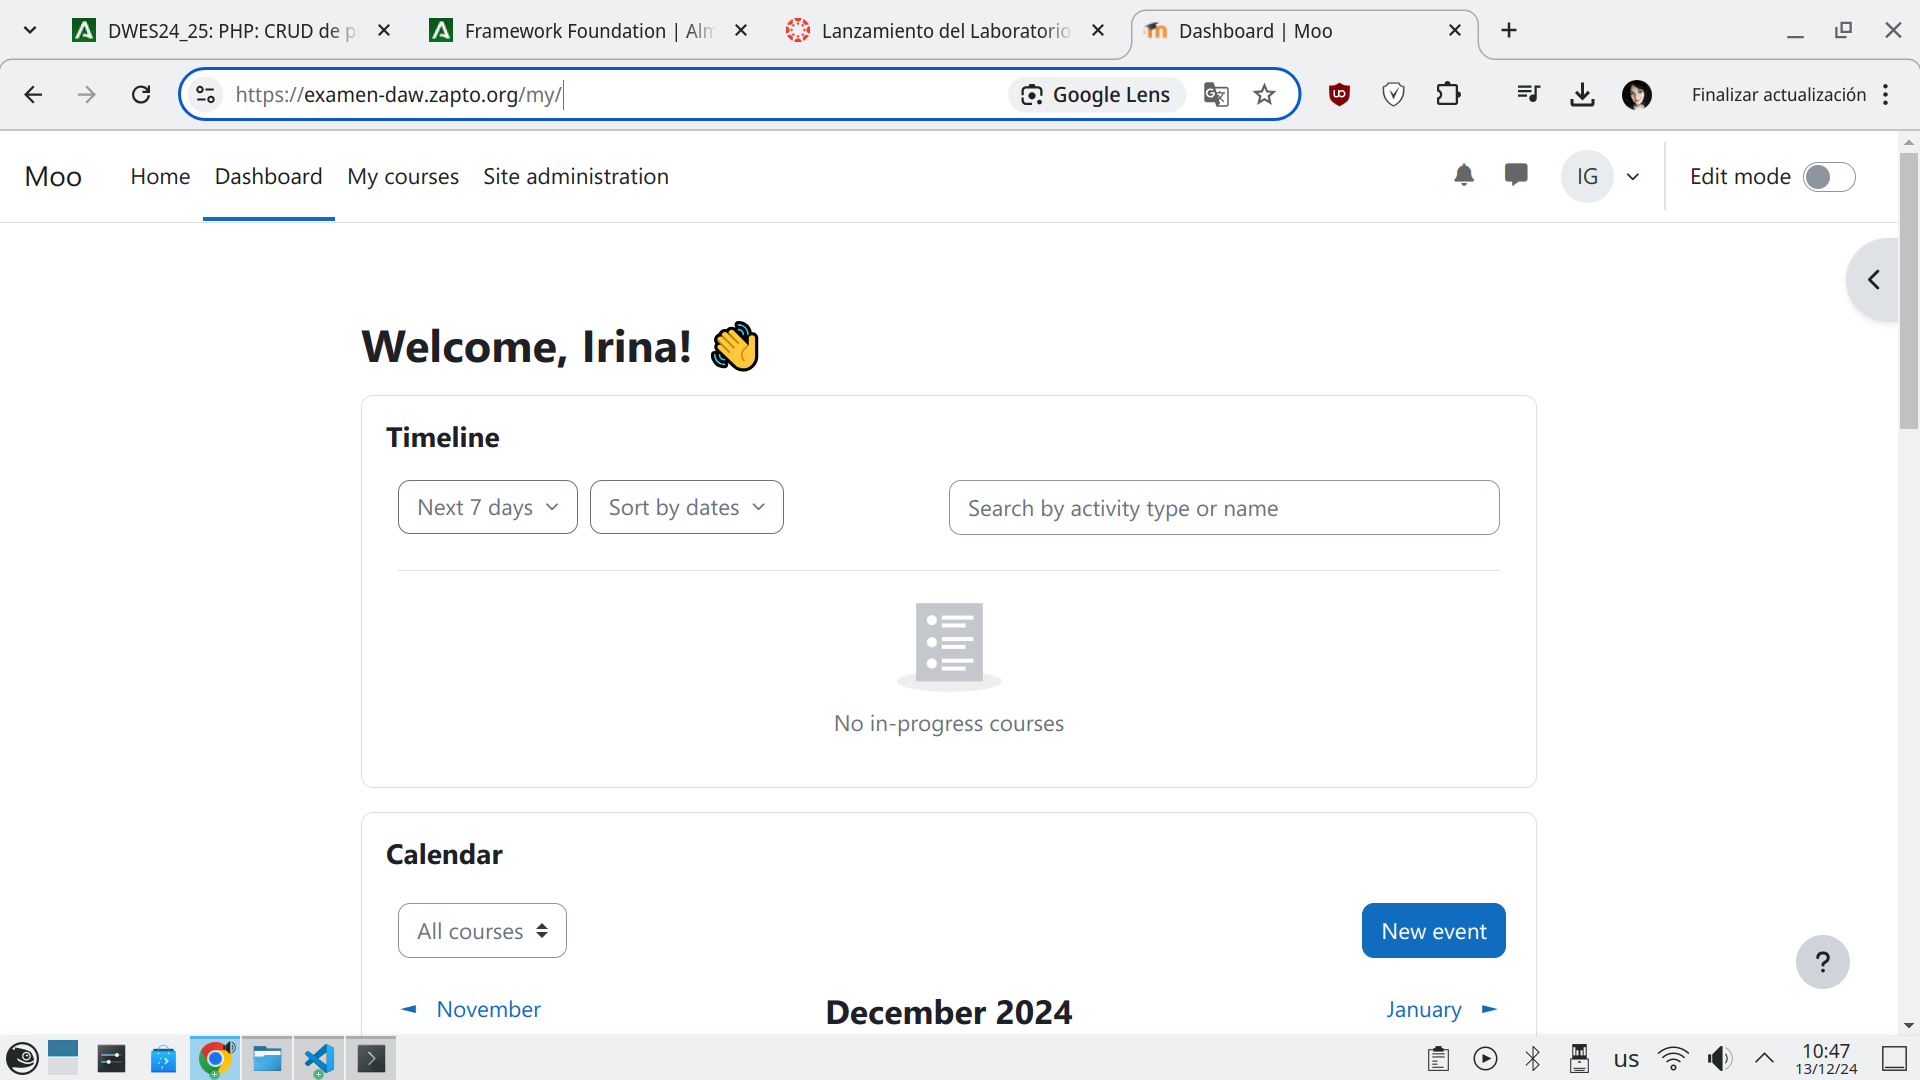 DWES24_25: PHP: CRUD de p
Framework Foundation | Alm
Lanzamiento del Laboratorio
Dashboard | Moo
https://examen-daw.zapto.org/my/
Google Lens
Finalizar actualización
Moo
Home
Dashboard
My courses
Site administration
IG
Edit mode
Welcome, Irina! 👋
Timeline
Next 7 days
Sort by dates
Search by activity type or name
No in-progress courses
Calendar
All courses
New event
?
◄ November
December 2024
January ►
us
10:47
13/12/24